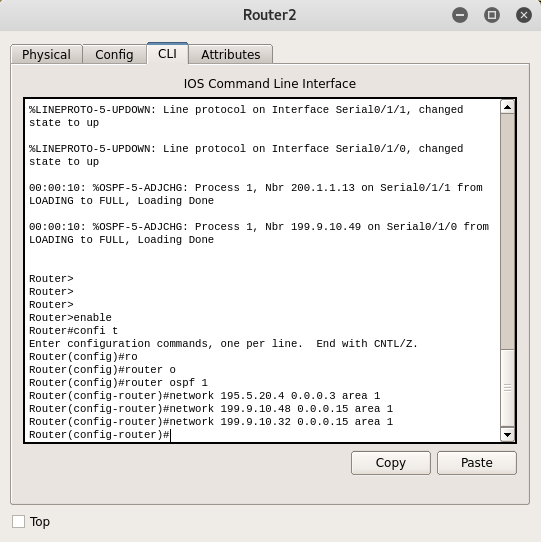 Router2
Physical Config CLI Attributes
IOS Command Line Interface
%LINEPROTO-5-UPDOWN: Line protocol on Interface Serial0/1/1, changed
state to up
%LINEPROTO-5-UPDOWN: Line protocol on Interface Serial0/1/0, changed
state to up
00:00:10: %OSPF-5-ADJCHG: Process 1, Nbr 200.1.1.13 on Serial0/1/1 from
LOADING to FULL, Loading Done
00:00:10: %OSPF-5-ADJCHG: Process 1, Nbr 199.9.10.49 on Serial0/1/0 from
LOADING to FULL, Loading Done
Router>
Router>
Router>
Router>enable
Router#confi t
Enter configuration commands, one per line.  End with CNTL/Z.
Router(config)#ro
Router(config)#router o
Router(config)#router ospf 1
Router(config-router)#network 195.5.20.4 0.0.0.3 area 1
Router(config-router)#network 199.9.10.48 0.0.0.15 area 1
Router(config-router)#network 199.9.10.32 0.0.0.15 area 1
Router(config-router)#
Copy Paste
Top